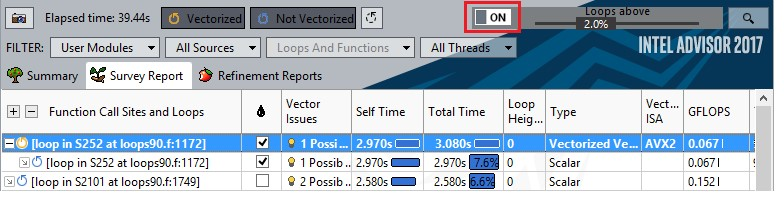 Elapsed time: 39.44s Vectorized Not Vectorized ON Loops above 2.0%
FILTER: User Modules All Sources Loops And Functions All Threads INTEL ADVISOR 2017
Summary Survey Report Refinement Reports
Function Call Sites and Loops Vector Issues Self Time Total Time Loop Heig... Type Vect... ISA GFLOPS
[loop in S252 at loops90.f:1172] 1 Possi... 2.970s 3.080s 0 Vectorized Ve... AVX2 0.067
[loop in S252 at loops90.f:1172] 1 Possib... 2.970s 2.970s 7.6% 0 Scalar 0.067
[loop in S2101 at loops90.f:1749] 2 Possib... 2.580s 2.580s 6.6% 0 Scalar 0.152